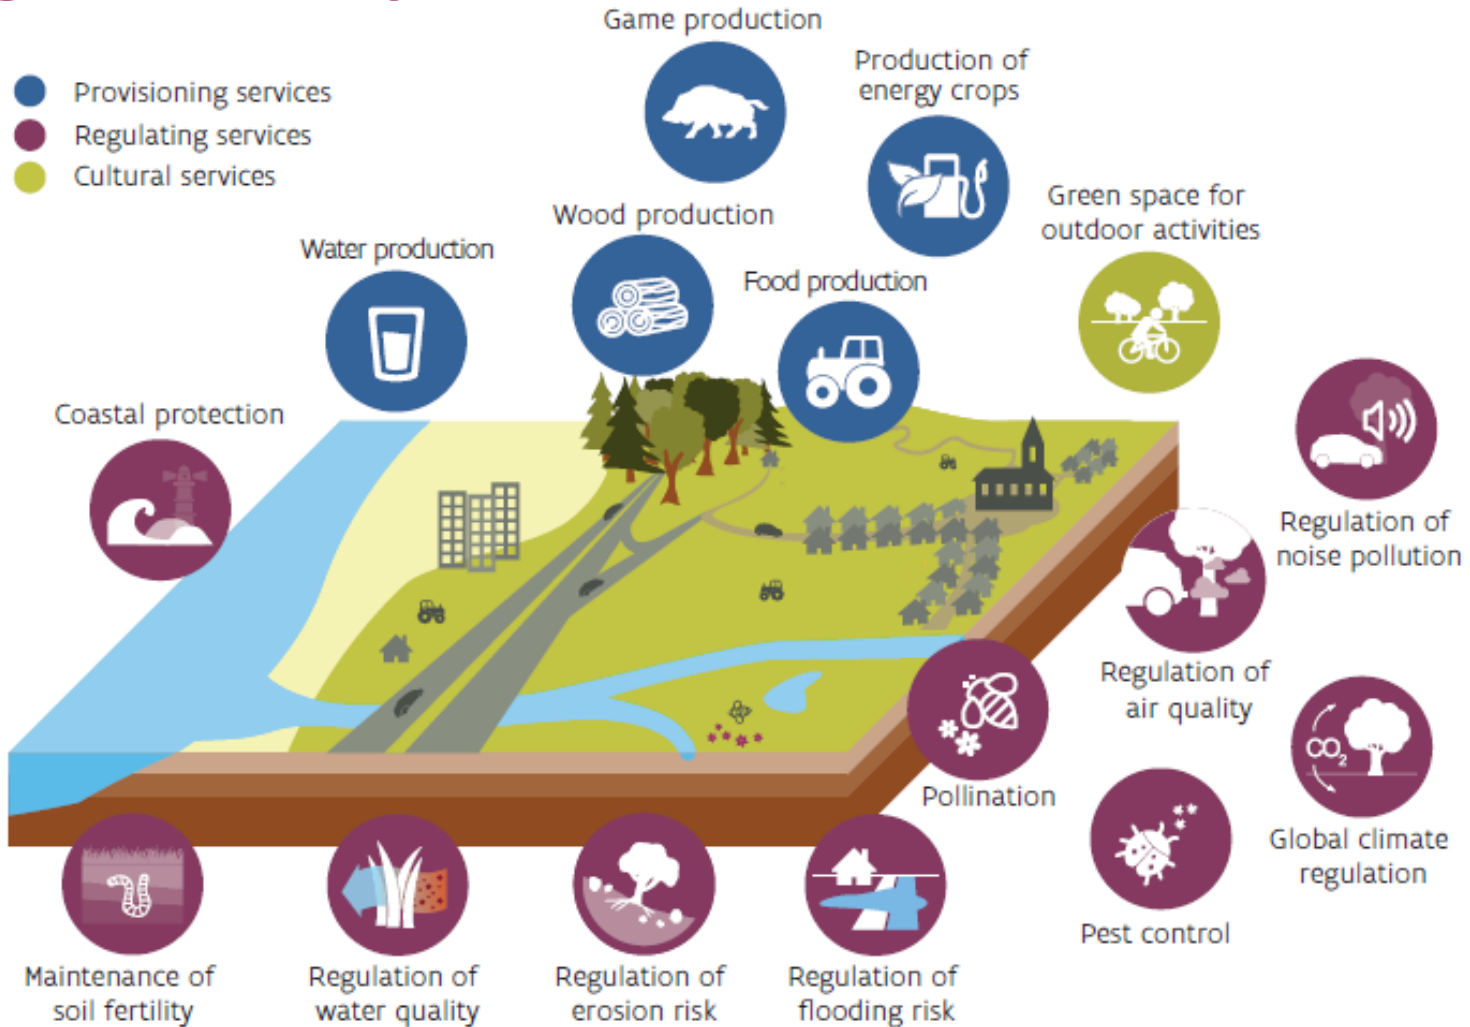 Game production
Production of
energy crops
Provisioning services
Regulating services
Cultural services
Green space for
outdoor activities
Wood production
Water production
Food production
Coastal protection
Regulation of
noise pollution
Regulation of
air quality
CO₂
Pollination
Global climate
regulation
Pest control
Maintenance of
soil fertility
Regulation of
water quality
Regulation of
erosion risk
Regulation of
flooding risk